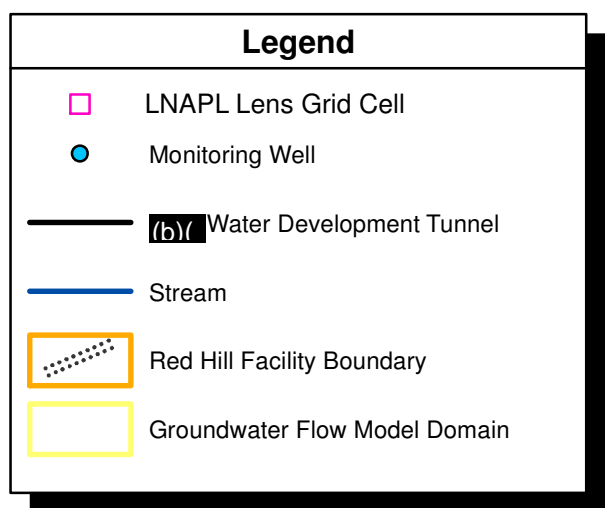 Legend
LNAPL Lens Grid Cell
Monitoring Well
(b)( Water Development Tunnel
Stream
Red Hill Facility Boundary
Groundwater Flow Model Domain